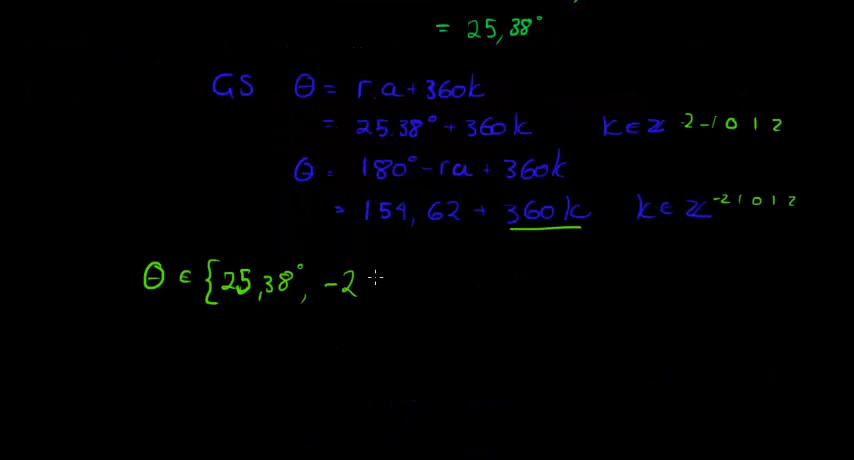 = 25,38°
GS θ = r.a + 360k
= 25.38° + 360k k ∈ ℤ -2 -1 0 1 2
θ = 180° - ra + 360k
= 154,62 + 360k k ∈ ℤ -2 1 0 1 2
θ ∈ {25,38°, -2